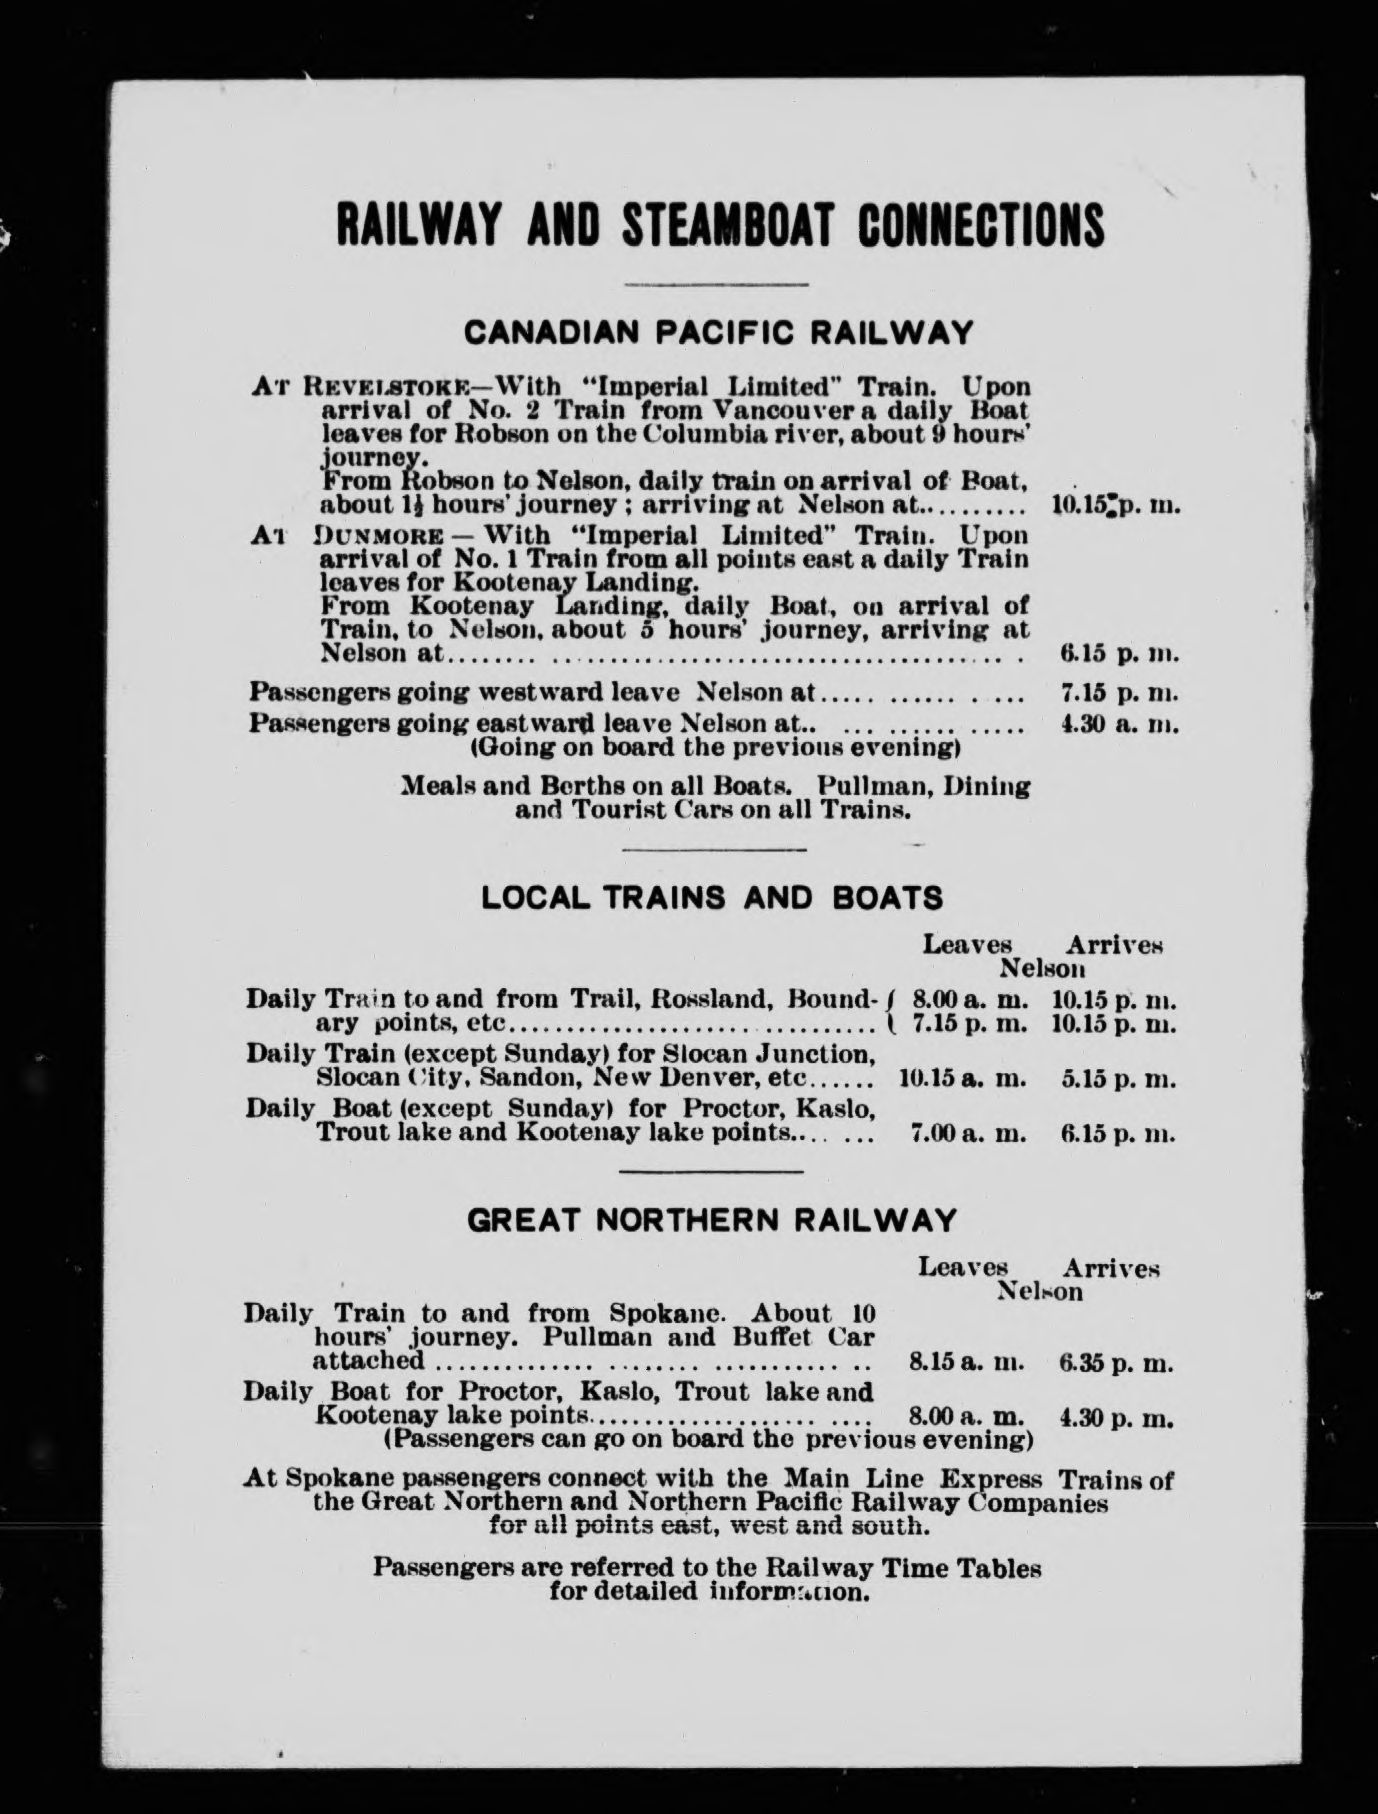 RAILWAY AND STEAMBOAT CONNECTIONS
CANADIAN PACIFIC RAILWAY
AT REVELSTOKE—With "Imperial Limited" Train. Upon
arrival of No. 2 Train from Vancouver a daily Boat
leaves for Robson on the Columbia river, about 9 hours'
journey.
From Robson to Nelson, daily train on arrival of Boat,
about 1½ hours' journey ; arriving at Nelson at............ 10.15 p. m.
AT DUNMORE — With "Imperial Limited" Train. Upon
arrival of No. 1 Train from all points east a daily Train
leaves for Kootenay Landing.
From Kootenay Landing, daily Boat, on arrival of
Train, to Nelson, about 5 hours' journey, arriving at
Nelson at........ .......................................... . 6.15 p. m.
Passengers going westward leave Nelson at..... ........... . ... 7.15 p. m.
Passengers going eastward leave Nelson at.. ... .......... ..... 4.30 a. m.
(Going on board the previous evening)
Meals and Berths on all Boats. Pullman, Dining
and Tourist Cars on all Trains.
LOCAL TRAINS AND BOATS
Leaves Arrives
Nelson
Daily Train to and from Trail, Rossland, Bound- { 8.00 a. m. 10.15 p. m.
ary points, etc..................... .......... { 7.15 p. m. 10.15 p. m.
Daily Train (except Sunday) for Slocan Junction,
Slocan City, Sandon, New Denver, etc...... 10.15 a. m. 5.15 p. m.
Daily Boat (except Sunday) for Proctor, Kaslo,
Trout lake and Kootenay lake points.... ... 7.00 a. m. 6.15 p. m.
GREAT NORTHERN RAILWAY
Leaves Arrives
Nelson
Daily Train to and from Spokane. About 10
hours' journey. Pullman and Buffet Car
attached .............. ........ ........... .. 8.15 a. m. 6.35 p. m.
Daily Boat for Proctor, Kaslo, Trout lake and
Kootenay lake points.................... .... 8.00 a. m. 4.30 p. m.
(Passengers can go on board the previous evening)
At Spokane passengers connect with the Main Line Express Trains of
the Great Northern and Northern Pacific Railway Companies
for all points east, west and south.
Passengers are referred to the Railway Time Tables
for detailed information.